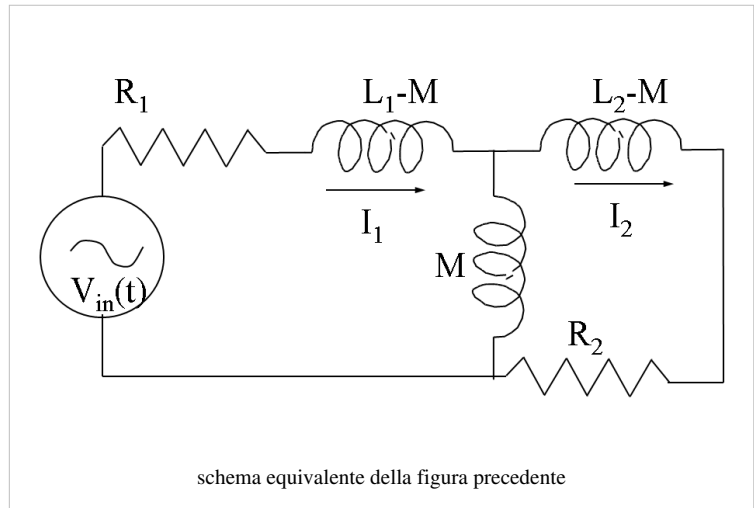 R₁
L₁-M
L₂-M
I₁
I₂
M
Vᵢₙ(t)
R₂
schema equivalente della figura precedente